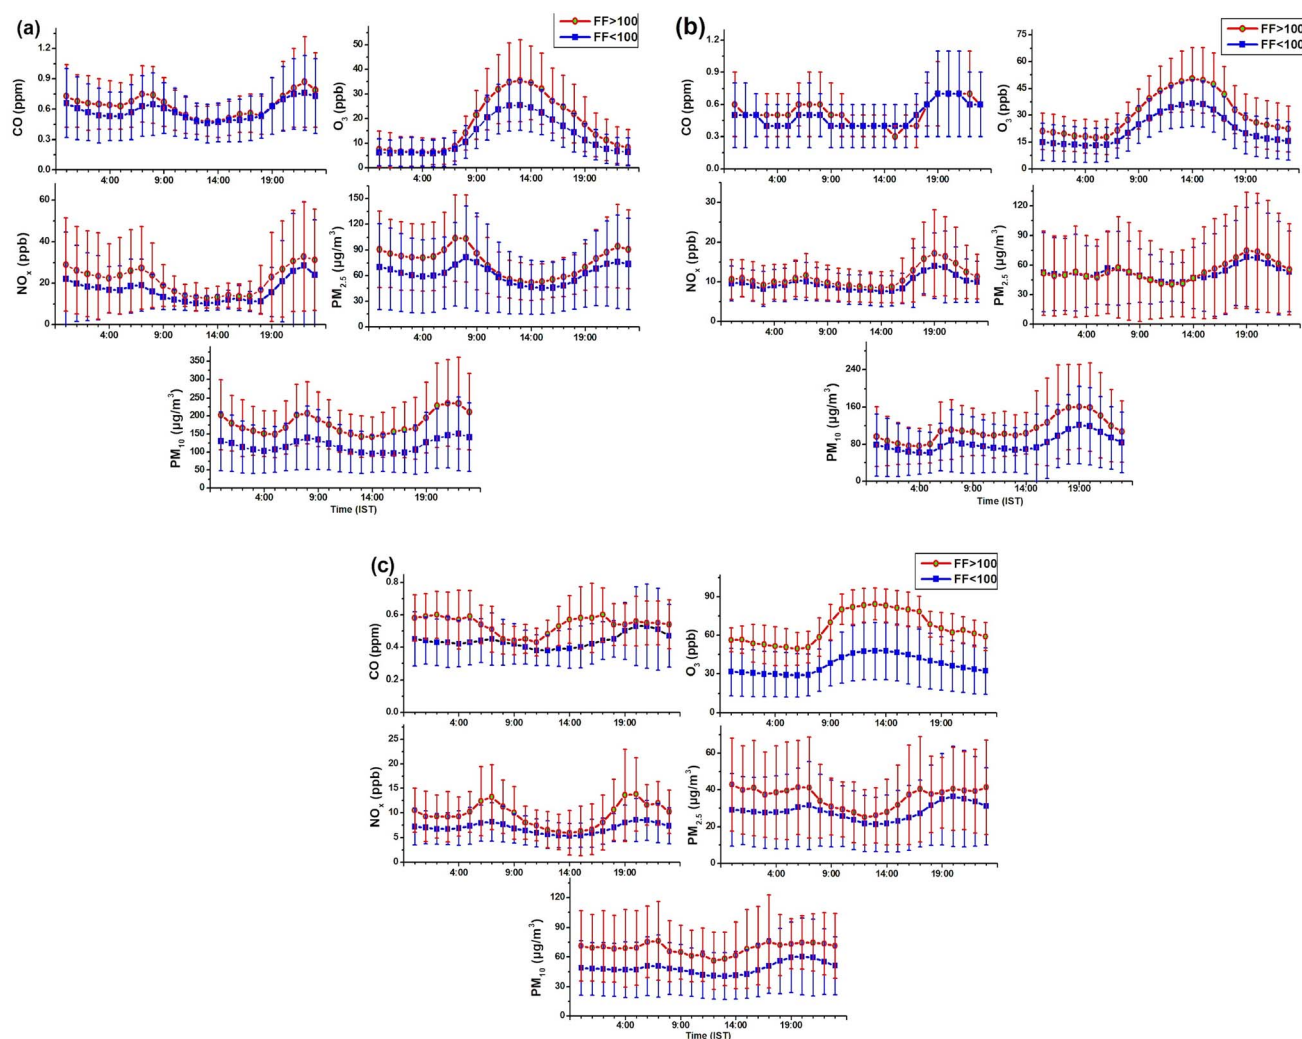 (a)
FF>100
FF<100
CO (ppm)
1.2
0.9
0.6
0.3
0.0
4:00 9:00 14:00 19:00
O3 (ppb)
50
40
30
20
10
0
4:00 9:00 14:00 19:00
NOx (ppb)
60
40
20
0
4:00 9:00 14:00 19:00
PM2.5 (µg/m3)
150
120
90
60
30
0
4:00 9:00 14:00 19:00
PM10 (µg/m3)
350
300
250
200
150
100
50
0
4:00 9:00 14:00 19:00
Time (IST)
(b)
FF>100
FF<100
CO (ppm)
1.2
0.9
0.6
0.3
0.0
4:00 9:00 14:00 19:00
O3 (ppb)
75
60
45
30
15
0
4:00 9:00 14:00 19:00
NOx (ppb)
30
20
10
0
4:00 9:00 14:00 19:00
PM2.5 (µg/m3)
120
90
60
30
0
4:00 9:00 14:00 19:00
PM10 (µg/m3)
240
160
80
0
4:00 9:00 14:00 19:00
Time (IST)
(c)
FF>100
FF<100
CO (ppm)
0.8
0.6
0.4
0.2
0.0
4:00 9:00 14:00 19:00
O3 (ppb)
90
60
30
0
4:00 9:00 14:00 19:00
NOx (ppb)
25
20
15
10
5
0
4:00 9:00 14:00 19:00
PM2.5 (µg/m3)
60
40
20
0
4:00 9:00 14:00 19:00
PM10 (µg/m3)
120
90
60
30
0
4:00 9:00 14:00 19:00
Time (IST)